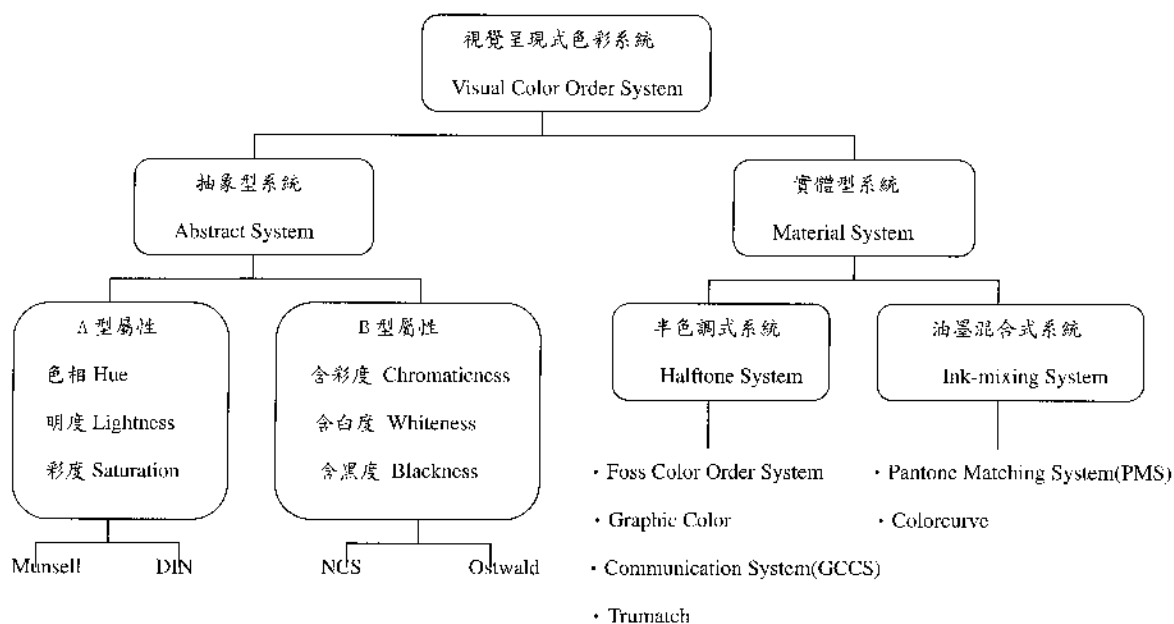 視覺呈現式色彩系統
Visual Color Order System
抽象型系統
Abstract System
實體型系統
Material System
A 型屬性
色相 Hue
明度 Lightness
彩度 Saturation
B 型屬性
含彩度 Chromaticness
含白度 Whiteness
含黑度 Blackness
半色調式系統
Halftone System
油墨混合式系統
Ink-mixing System
Munsell
DIN
NCS
Ostwald
・Foss Color Order System
・Graphic Color
・Communication System(GCCS)
・Trumatch
・Pantone Matching System(PMS)
・Colorcurve